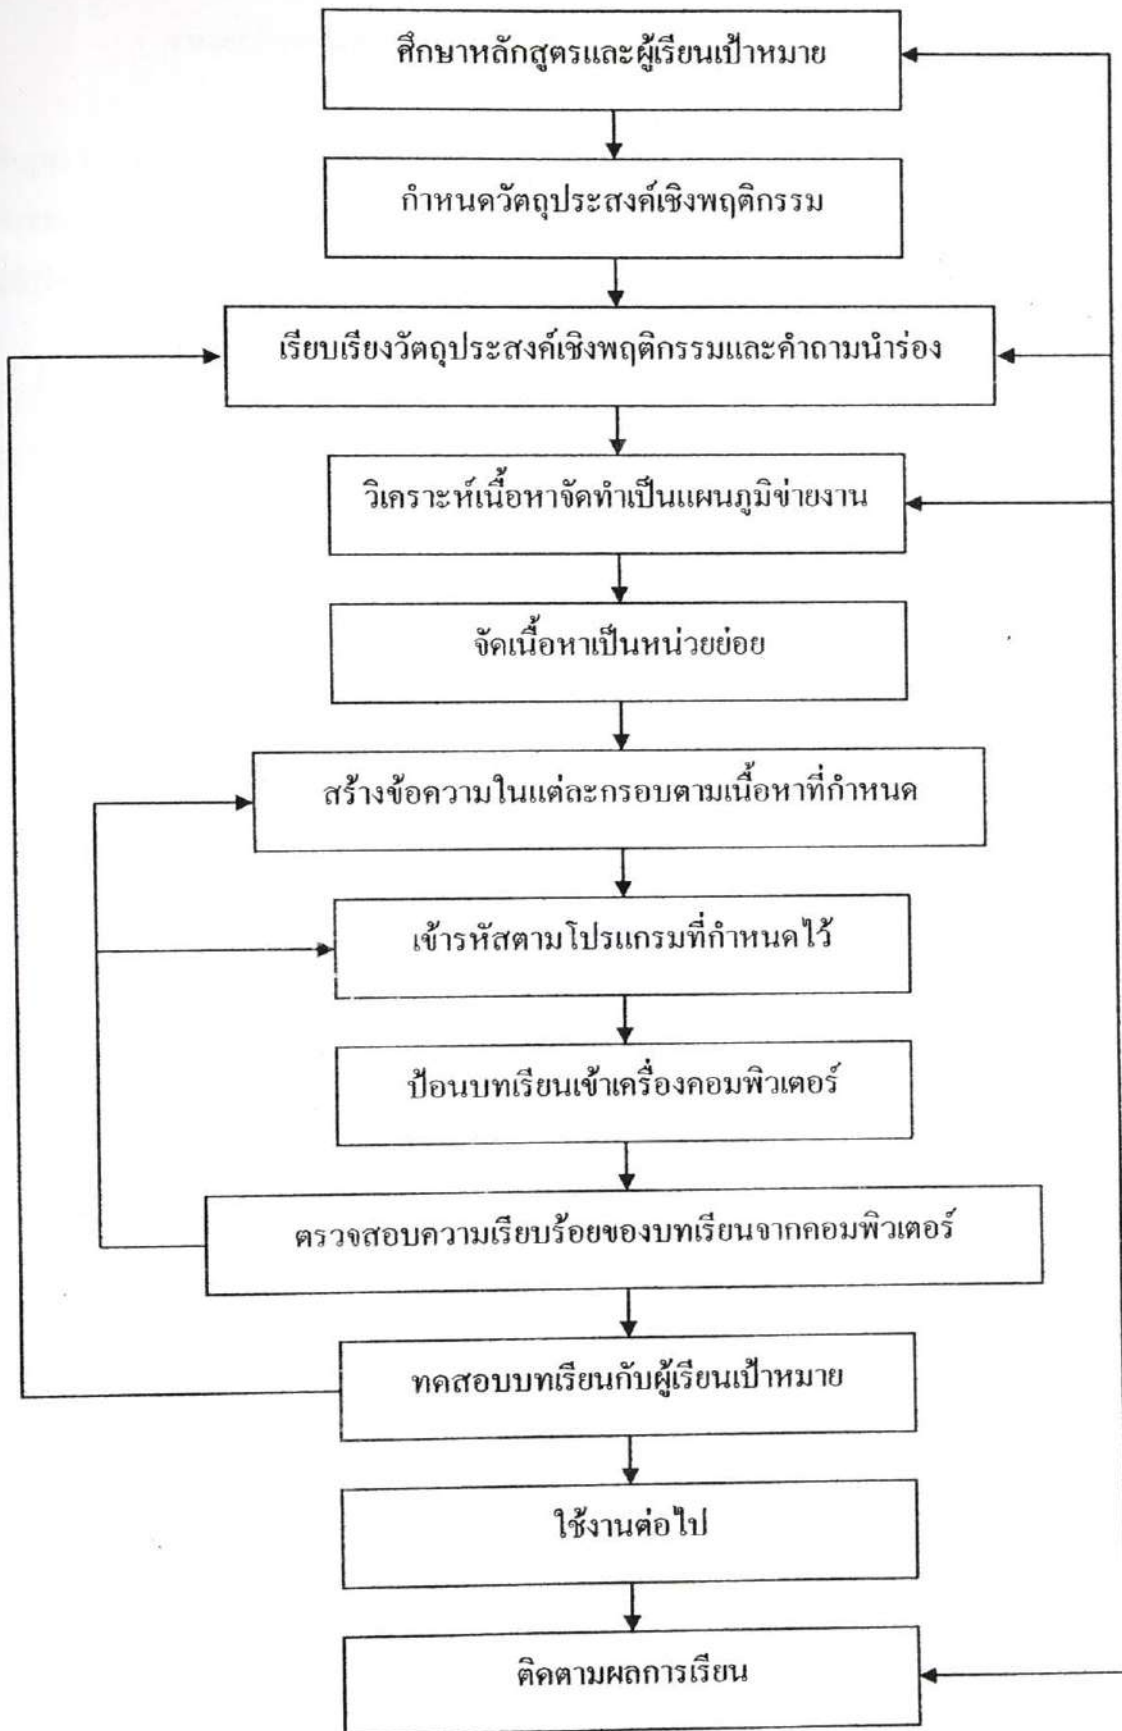 ศึกษาหลักสูตรและผู้เรียนเป้าหมาย
กำหนดวัตถุประสงค์เชิงพฤติกรรม
เรียบเรียงวัตถุประสงค์เชิงพฤติกรรมและคำถามนำร่อง
วิเคราะห์เนื้อหาจัดทำเป็นแผนภูมิข่ายงาน
จัดเนื้อหาเป็นหน่วยย่อย
สร้างข้อความในแต่ละกรอบตามเนื้อหาที่กำหนด
เข้ารหัสตามโปรแกรมที่กำหนดไว้
ป้อนบทเรียนเข้าเครื่องคอมพิวเตอร์
ตรวจสอบความเรียบร้อยของบทเรียนจากคอมพิวเตอร์
ทดสอบบทเรียนกับผู้เรียนเป้าหมาย
ใช้งานต่อไป
ติดตามผลการเรียน